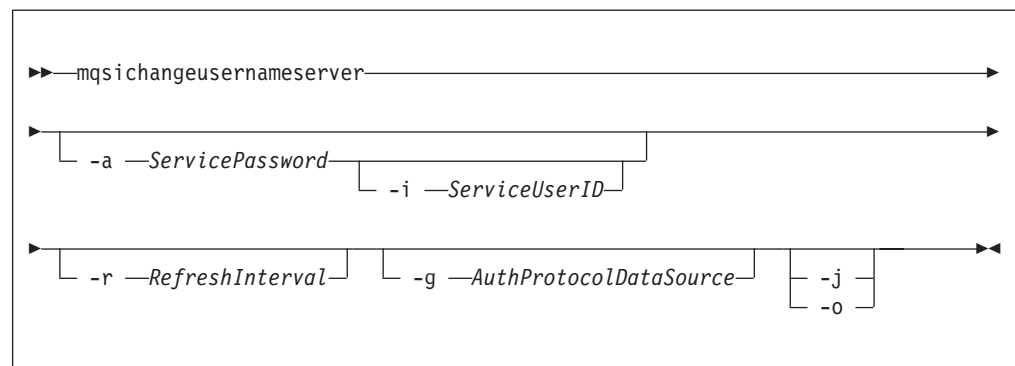 mqsichangeusernameserver
-a ServicePassword
-i ServiceUserID
-r RefreshInterval -g AuthProtocolDataSource -j
-o